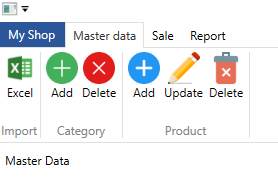 My Shop Master data Sale Report
Excel Add Delete Add Update Delete
Import Category Product
Master Data